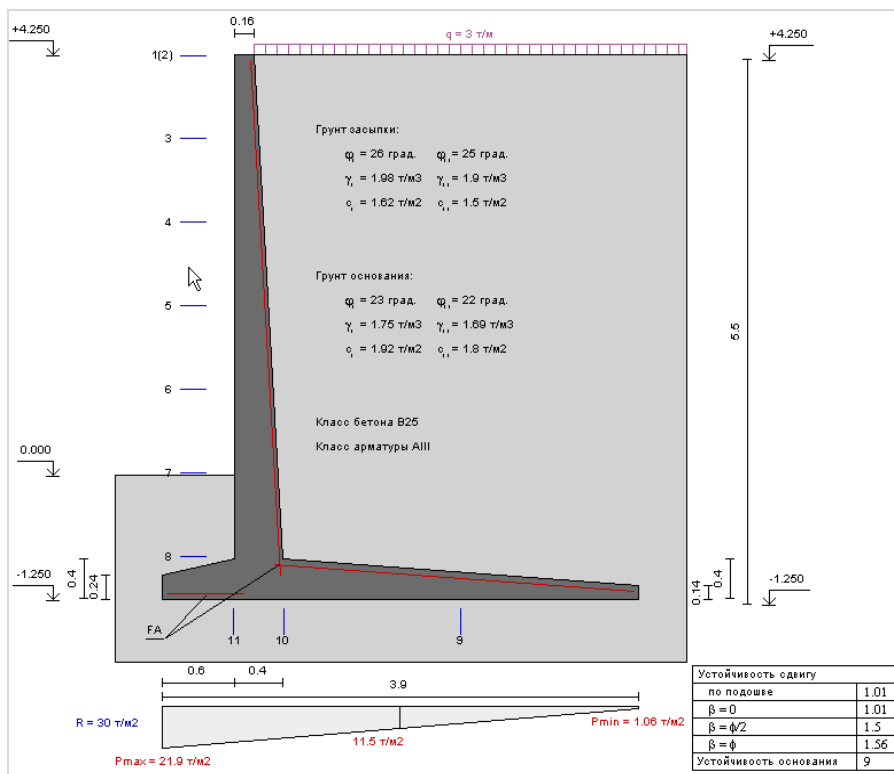 0.16
+4.250
q = 3 т/м
+4.250
1(2)
Грунт засыпки:
3
φI = 26 град. φII = 25 град.
γI = 1.98 т/м3 γII = 1.9 т/м3
cI = 1.62 т/м2 cII = 1.5 т/м2
4
Грунт основания:
5
φI = 23 град. φII = 22 град.
γI = 1.75 т/м3 γII = 1.69 т/м3
cI = 1.92 т/м2 cII = 1.8 т/м2
5.5
6
Класс бетона B25
Класс арматуры AIII
0.000
7
8
-1.250
0.4
0.24
0.14
0.4
-1.250
FA
11 10 9
0.6 0.4
3.9
R = 30 т/м2
11.5 т/м2
Pmin = 1.06 т/м2
Pmax = 21.9 т/м2
Устойчивость сдвигу
по подошве 1.01
β = 0 1.01
β = ϕ/2 1.5
β = ϕ 1.56
Устойчивость основания 9